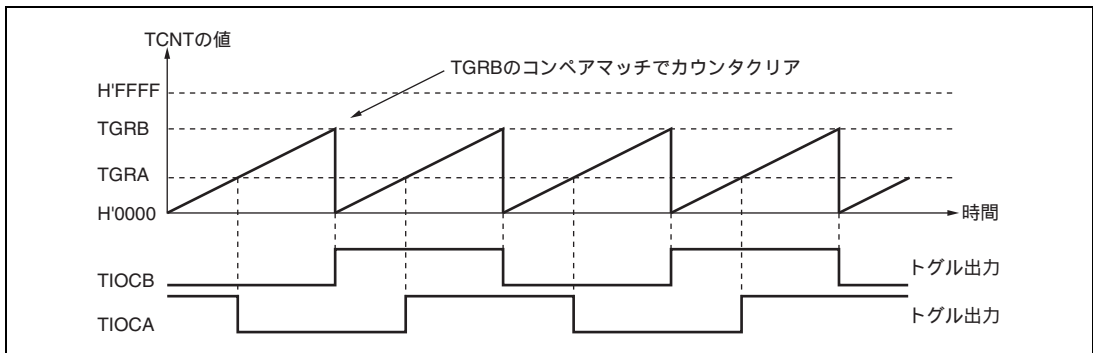 TCNTの値
TGRBのコンペアマッチでカウンタクリア
H'FFFF
TGRB
TGRA
H'0000
時間
TIOCB
トグル出力
TIOCA
トグル出力